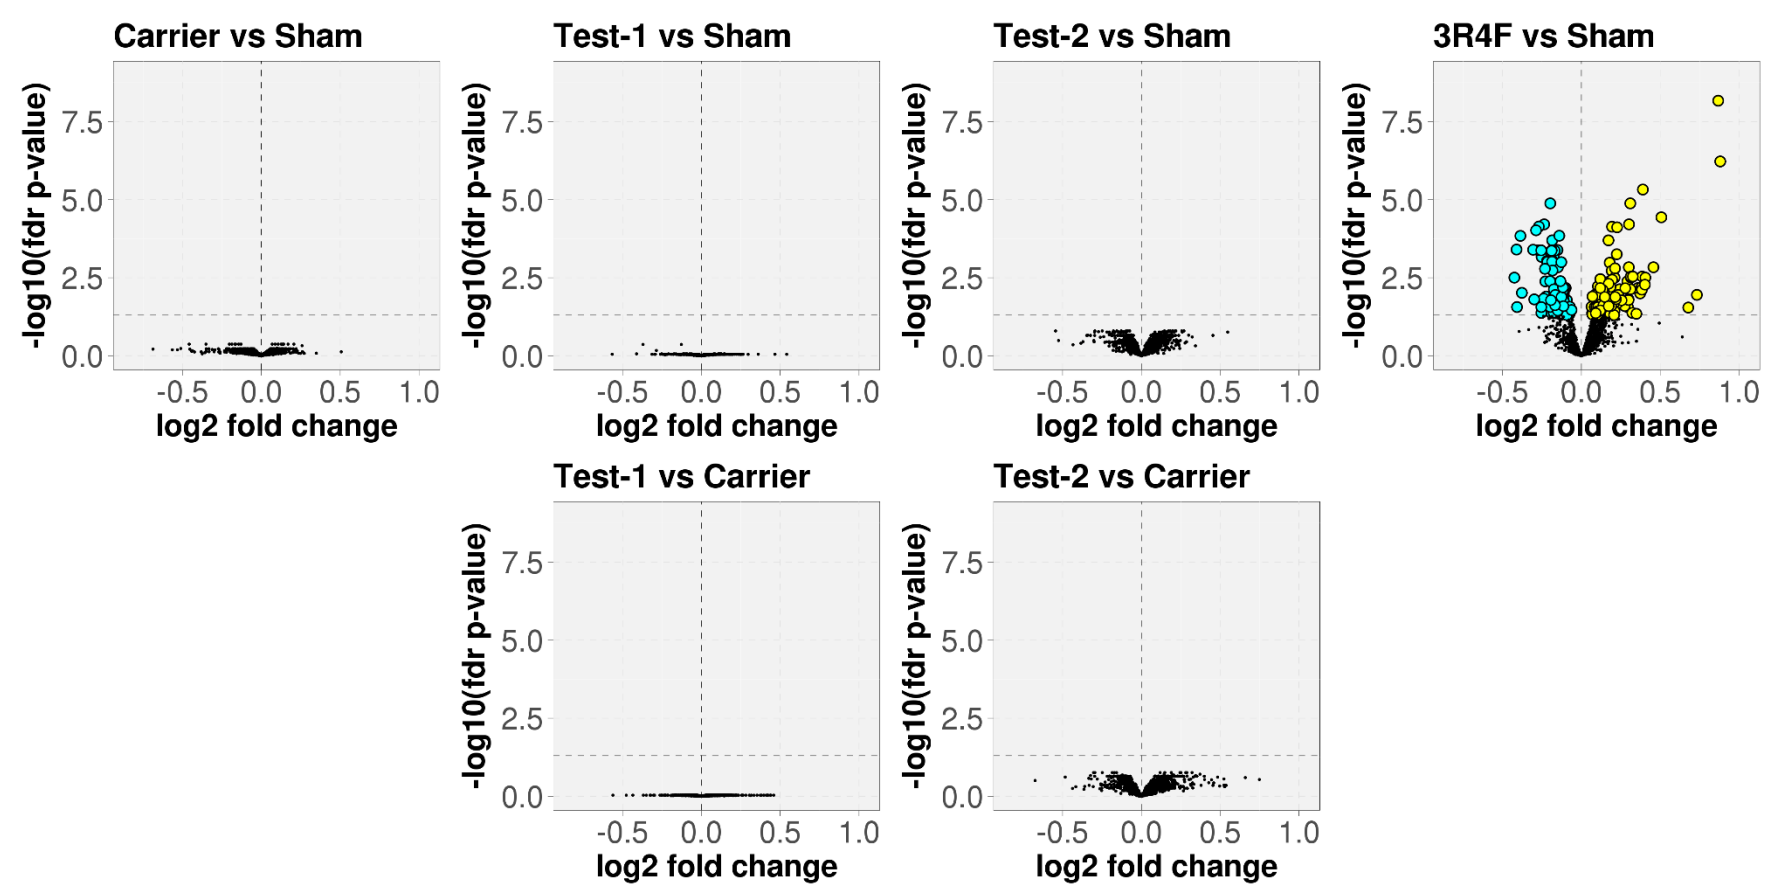 Carrier vs Sham
-log10(fdr p-value)
7.5
5.0
2.5
0.0
-0.5 0.0 0.5 1.0
log2 fold change
Test-1 vs Sham
-log10(fdr p-value)
7.5
5.0
2.5
0.0
-0.5 0.0 0.5 1.0
log2 fold change
Test-2 vs Sham
-log10(fdr p-value)
7.5
5.0
2.5
0.0
-0.5 0.0 0.5 1.0
log2 fold change
3R4F vs Sham
-log10(fdr p-value)
7.5
5.0
2.5
0.0
-0.5 0.0 0.5 1.0
log2 fold change
Test-1 vs Carrier
-log10(fdr p-value)
7.5
5.0
2.5
0.0
-0.5 0.0 0.5 1.0
log2 fold change
Test-2 vs Carrier
-log10(fdr p-value)
7.5
5.0
2.5
0.0
-0.5 0.0 0.5 1.0
log2 fold change